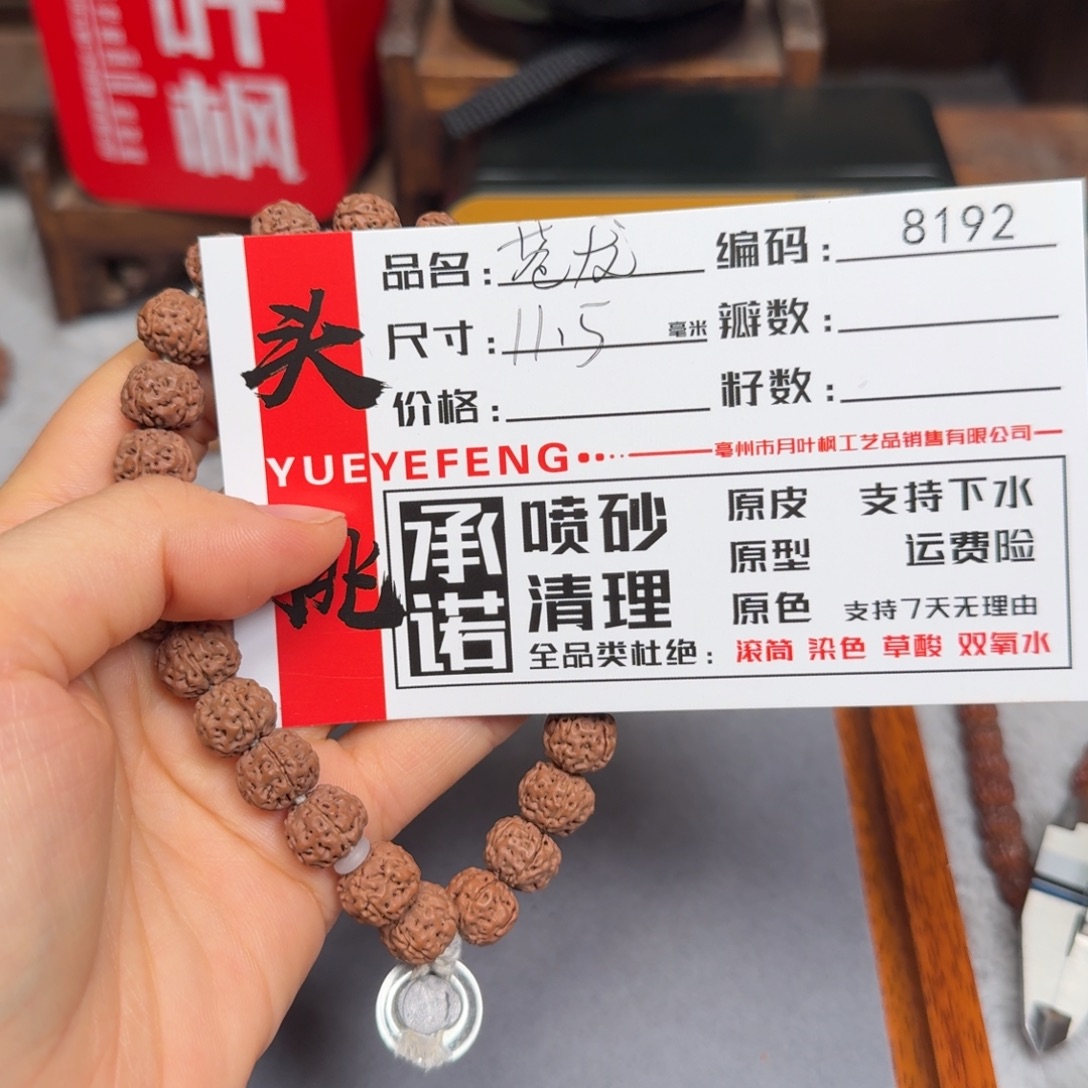 叶
枫
头
挑
品名：苍龙
编码：8192
尺寸：11.5毫米
瓣数：
价格：
籽数：
YUEYEFENG
亳州市月叶枫工艺品销售有限公司
承诺
喷砂
清理
原皮 支持下水
原型 运费险
原色 支持7天无理由
全品类杜绝：滚筒 染色 草酸 双氧水